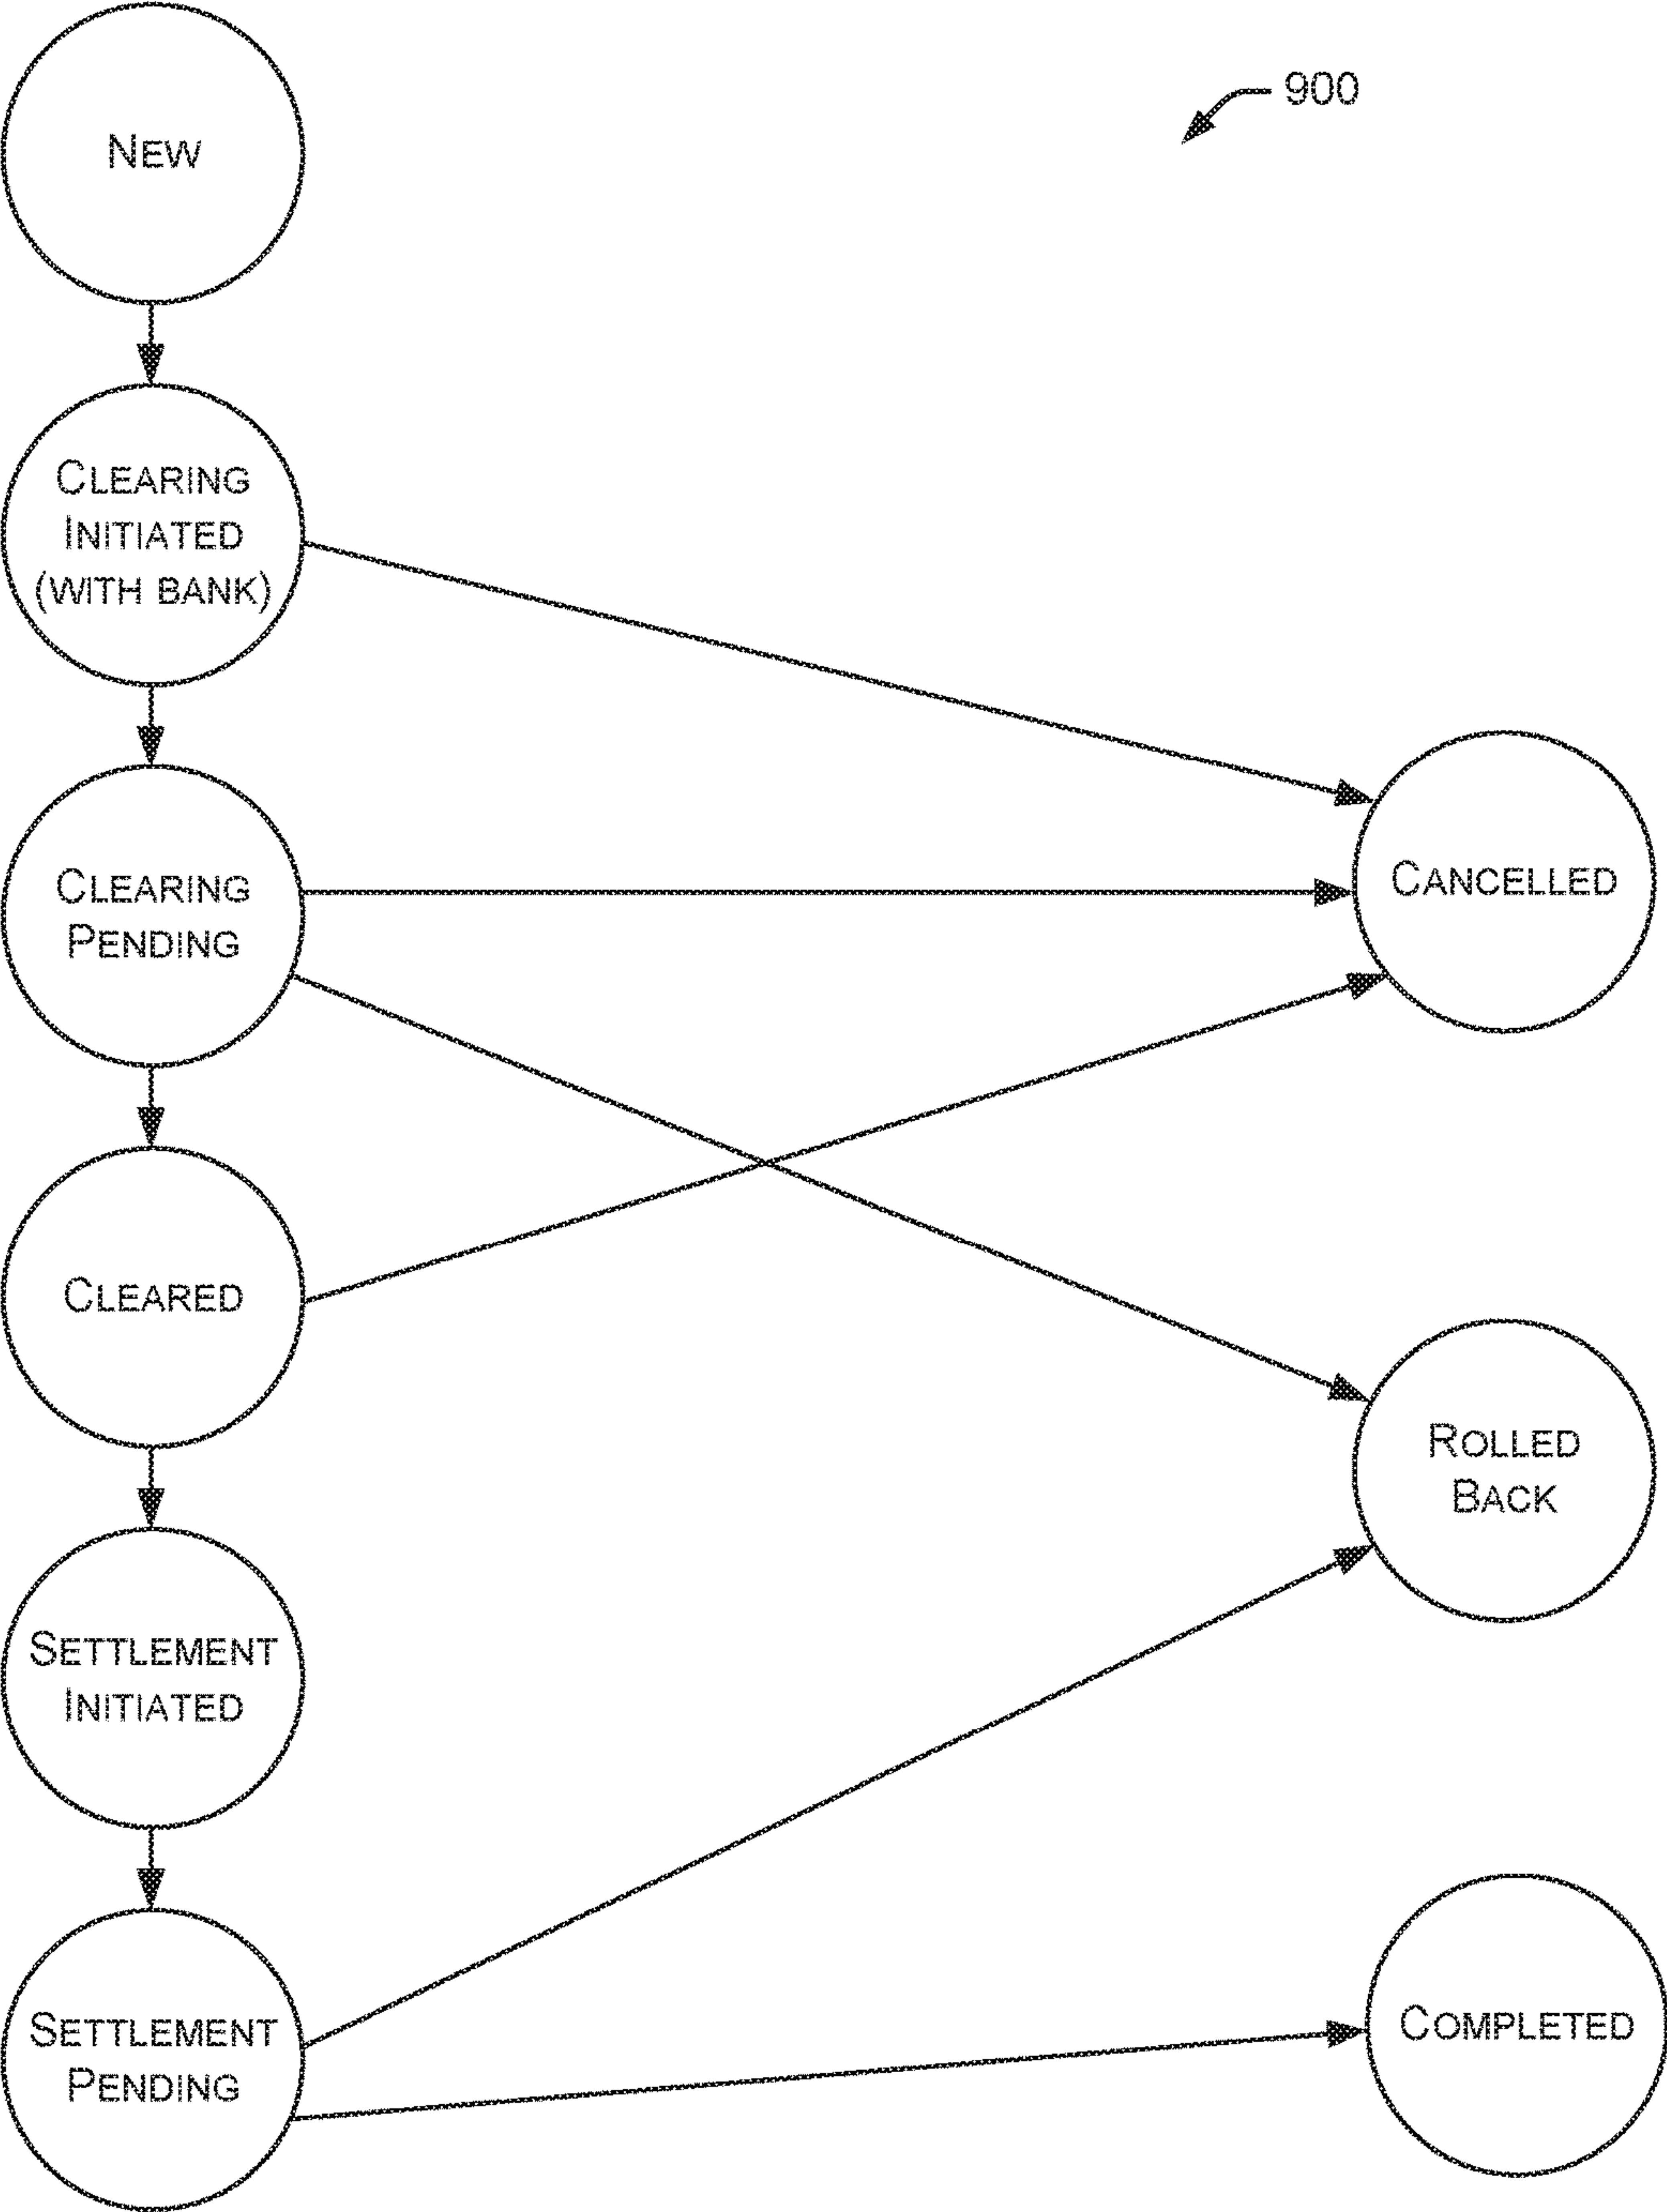 NEW
900
CLEARING
INITIATED
(WITH BANK)
CLEARING
PENDING
CANCELLED
CLEARED
ROLLED
BACK
SETTLEMENT
INITIATED
SETTLEMENT
PENDING
COMPLETED